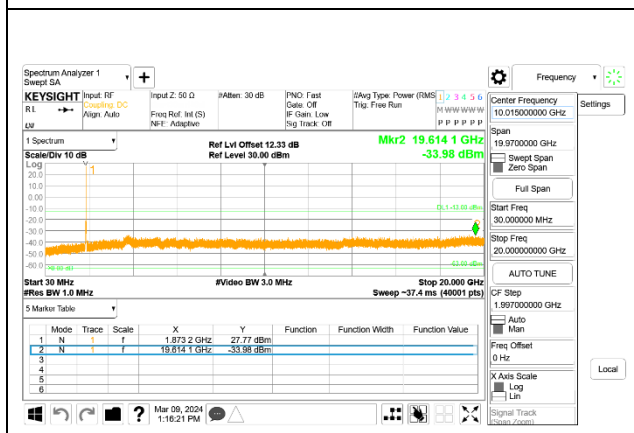 Spectrum Analyzer 1
Swept SA
+
Frequency
Settings
KEYSIGHT
RL
Input: RF
Coupling: DC
Align: Auto
Input Z: 50 Ω
Freq Ref: Int (S)
NFE: Adaptive
#Atten: 30 dB
PNO: Fast
Gate: Off
IF Gain: Low
Sig Track: Off
#Avg Type: Power (RMS
Trig: Free Run
1 2 3 4 5 6
M W W W W W
P P P P P P
1 Spectrum
Scale/Div 10 dB
Log
Ref Lvl Offset 12.33 dB
Ref Level 30.00 dBm
Mkr2 19.614 1 GHz
-33.98 dBm
1
20.0
10.0
0.00
-10.0
-20.0
-30.0
-40.0
-50.0
-60.0
Start 30 MHz
#Res BW 1.0 MHz
#Video BW 3.0 MHz
Stop 20.000 GHz
Sweep ~37.4 ms (40001 pts)
5 Marker Table
Mode Trace Scale X Y Function Function Width Function Value
1 N 1 f 1.873 2 GHz 27.77 dBm
2 N 1 f 19.614 1 GHz -33.98 dBm
3
4
5
6
Mar 09, 2024
1:16:21 PM
?
Center Frequency
10.015000000 GHz
Span
19.9700000 GHz
Swept Span
Zero Span
Full Span
Start Freq
30.000000 MHz
Stop Freq
20.00000000 GHz
AUTO TUNE
CF Step
1.997000000 GHz
Auto
Man
Freq Offset
0 Hz
X Axis Scale
Log
Lin
Signal Track
(Span Zoom)
Local